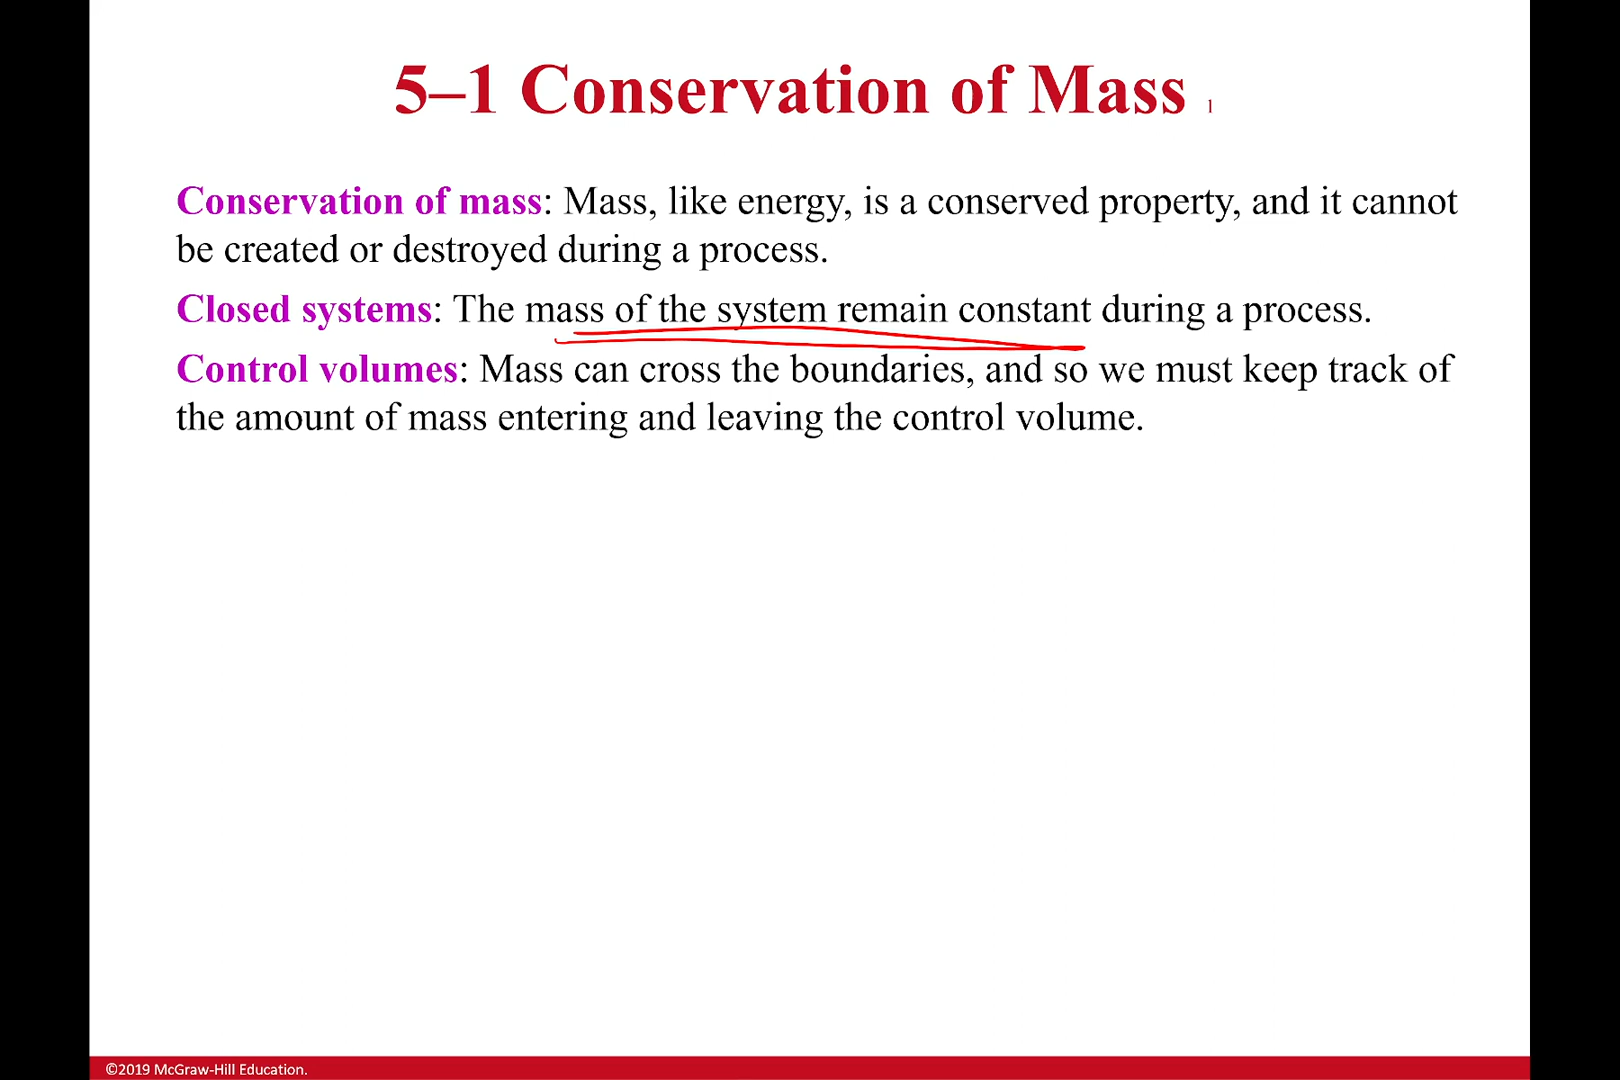 5–1 Conservation of Mass 1
Conservation of mass: Mass, like energy, is a conserved property, and it cannot
be created or destroyed during a process.
Closed systems: The mass of the system remain constant during a process.
Control volumes: Mass can cross the boundaries, and so we must keep track of
the amount of mass entering and leaving the control volume.
©2019 McGraw-Hill Education.